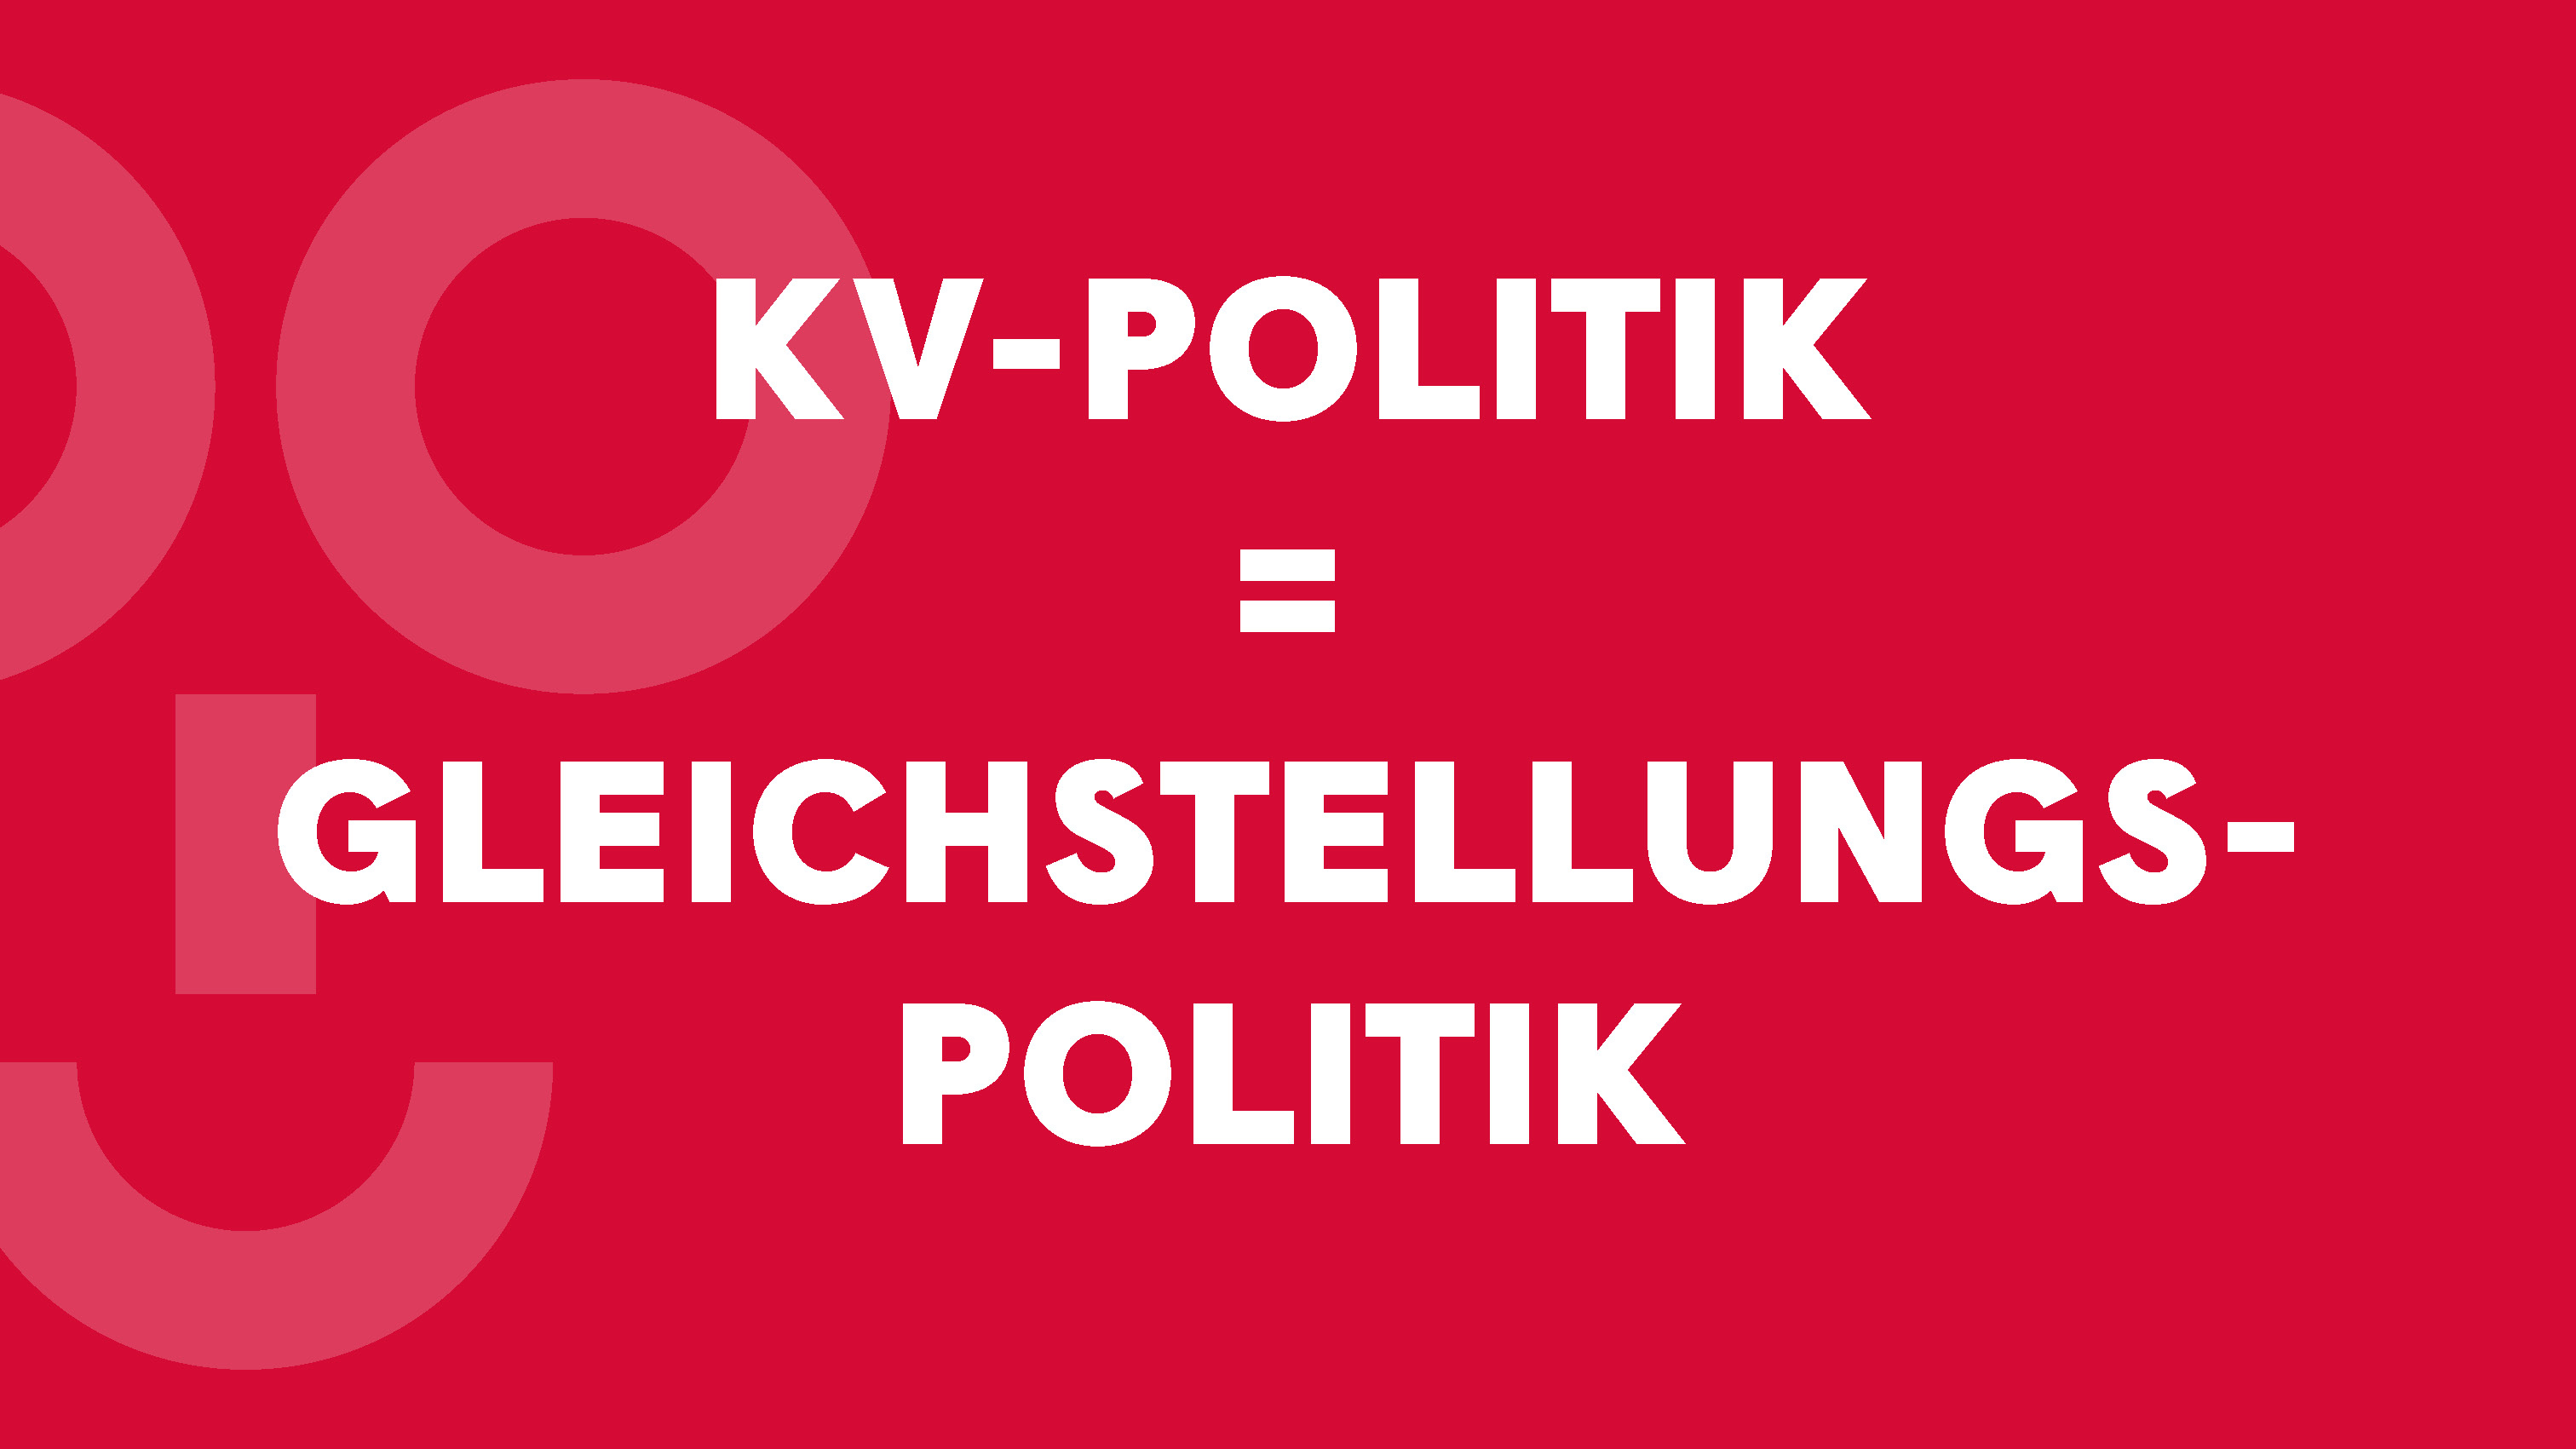 KV-POLITIK
=
GLEICHSTELLUNGS-
POLITIK